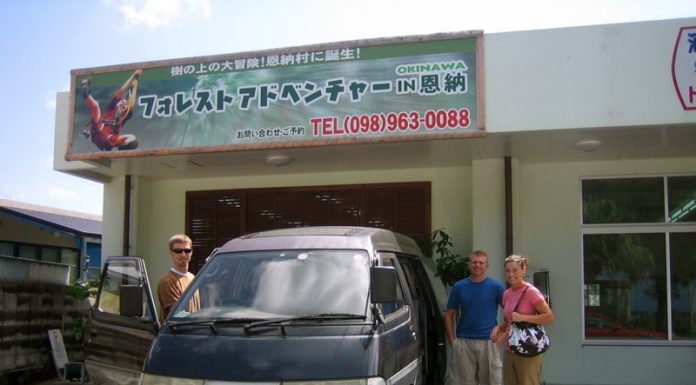 樹の上の大冒険!恩納村に誕生!
OKINAWA
フォレストアドベンチャーIN恩納
お問い合わせ・ご予約 TEL(098)963-0088